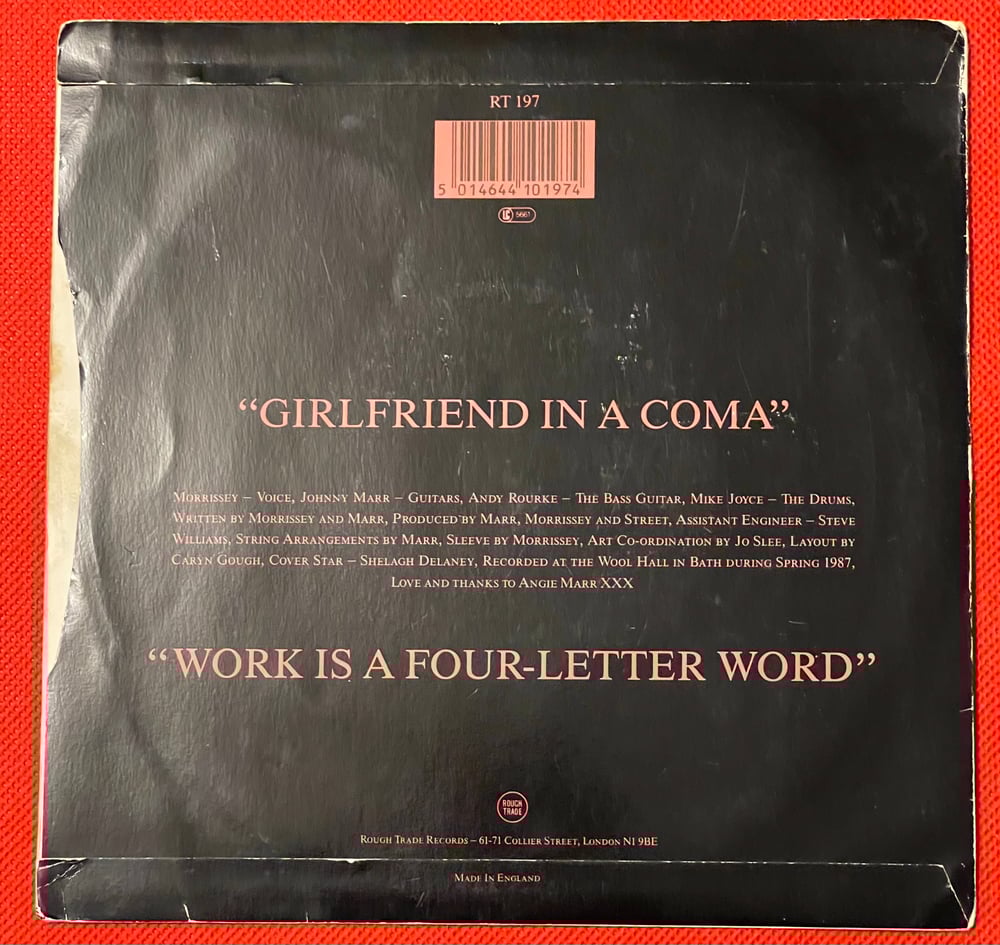 RT 197
5 014644 101974
LC 5661
“GIRLFRIEND IN A COMA”
MORRISSEY – VOICE, JOHNNY MARR – GUITARS, ANDY ROURKE – THE BASS GUITAR, MIKE JOYCE – THE DRUMS,
WRITTEN BY MORRISSEY AND MARR, PRODUCED BY MARR, MORRISSEY AND STREET, ASSISTANT ENGINEER – STEVE
WILLIAMS, STRING ARRANGEMENTS BY MARR, SLEEVE BY MORRISSEY, ART CO-ORDINATION BY JO SLEE, LAYOUT BY
CARYN GOUGH, COVER STAR – SHELAGH DELANEY, RECORDED AT THE WOOL HALL IN BATH DURING SPRING 1987,
LOVE AND THANKS TO ANGIE MARR XXX
“WORK IS A FOUR-LETTER WORD”
ROUGH
TRADE
ROUGH TRADE RECORDS – 61-71 COLLIER STREET, LONDON N1 9BE
MADE IN ENGLAND